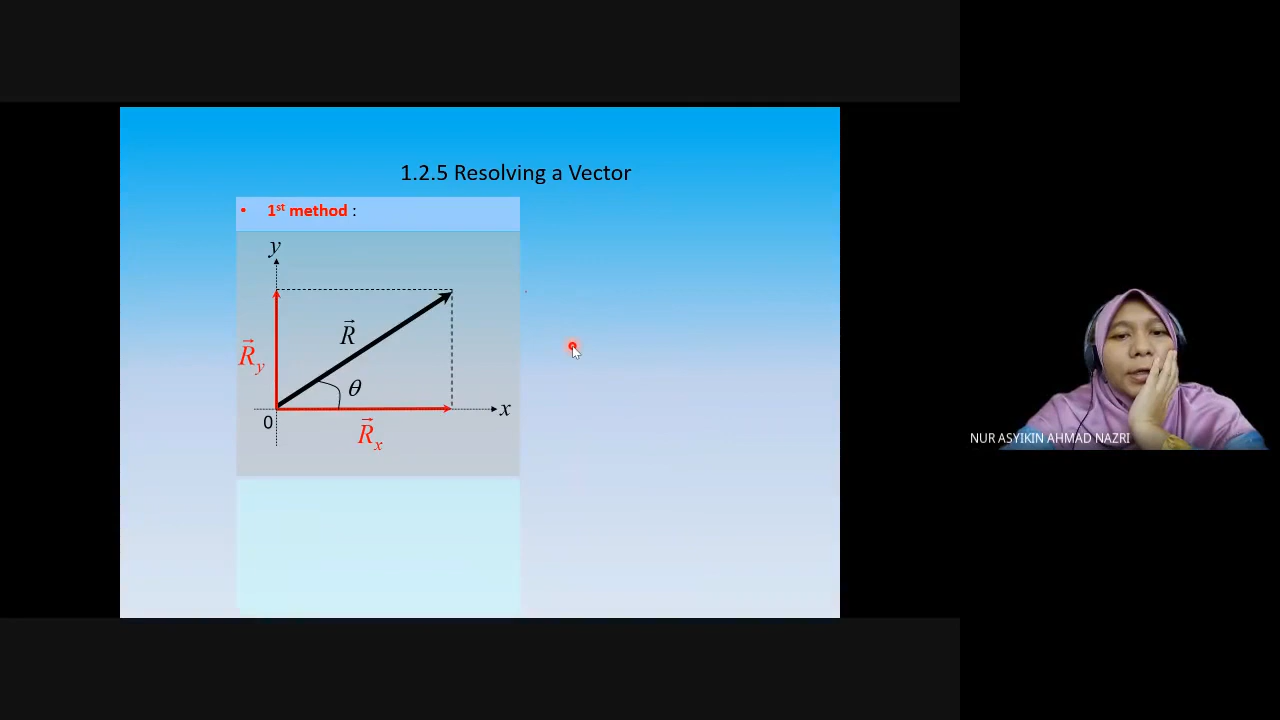 1.2.5 Resolving a Vector
• 1st method :
y
R⃗
R⃗y
θ
x
0
R⃗x
NUR ASYIKIN AHMAD NAZRI